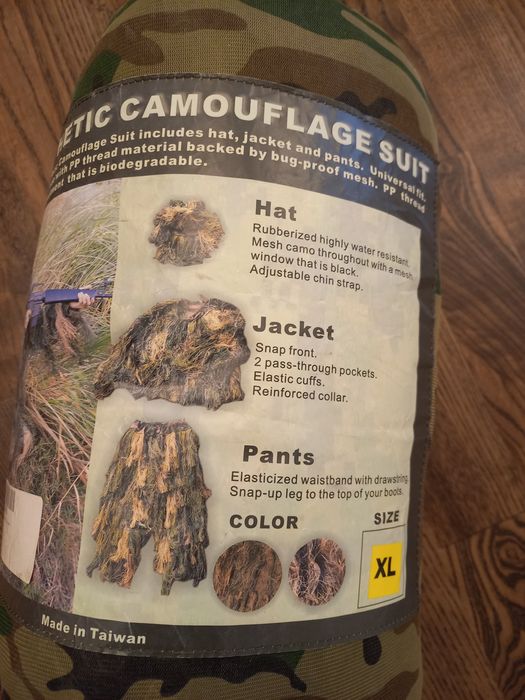 ETIC CAMOUFLAGE SUIT
Camouflage Suit includes hat, jacket and pants. Universal fit.
with PP thread material backed by bug-proof mesh. PP thread
that is biodegradable.
Hat
Rubberized highly water resistant.
Mesh camo throughout with a mesh
window that is black.
Adjustable chin strap.
Jacket
Snap front.
2 pass-through pockets.
Elastic cuffs.
Reinforced collar.
Pants
Elasticized waistband with drawstring.
Snap-up leg to the top of your boots.
COLOR
SIZE
XL
Made in Taiwan